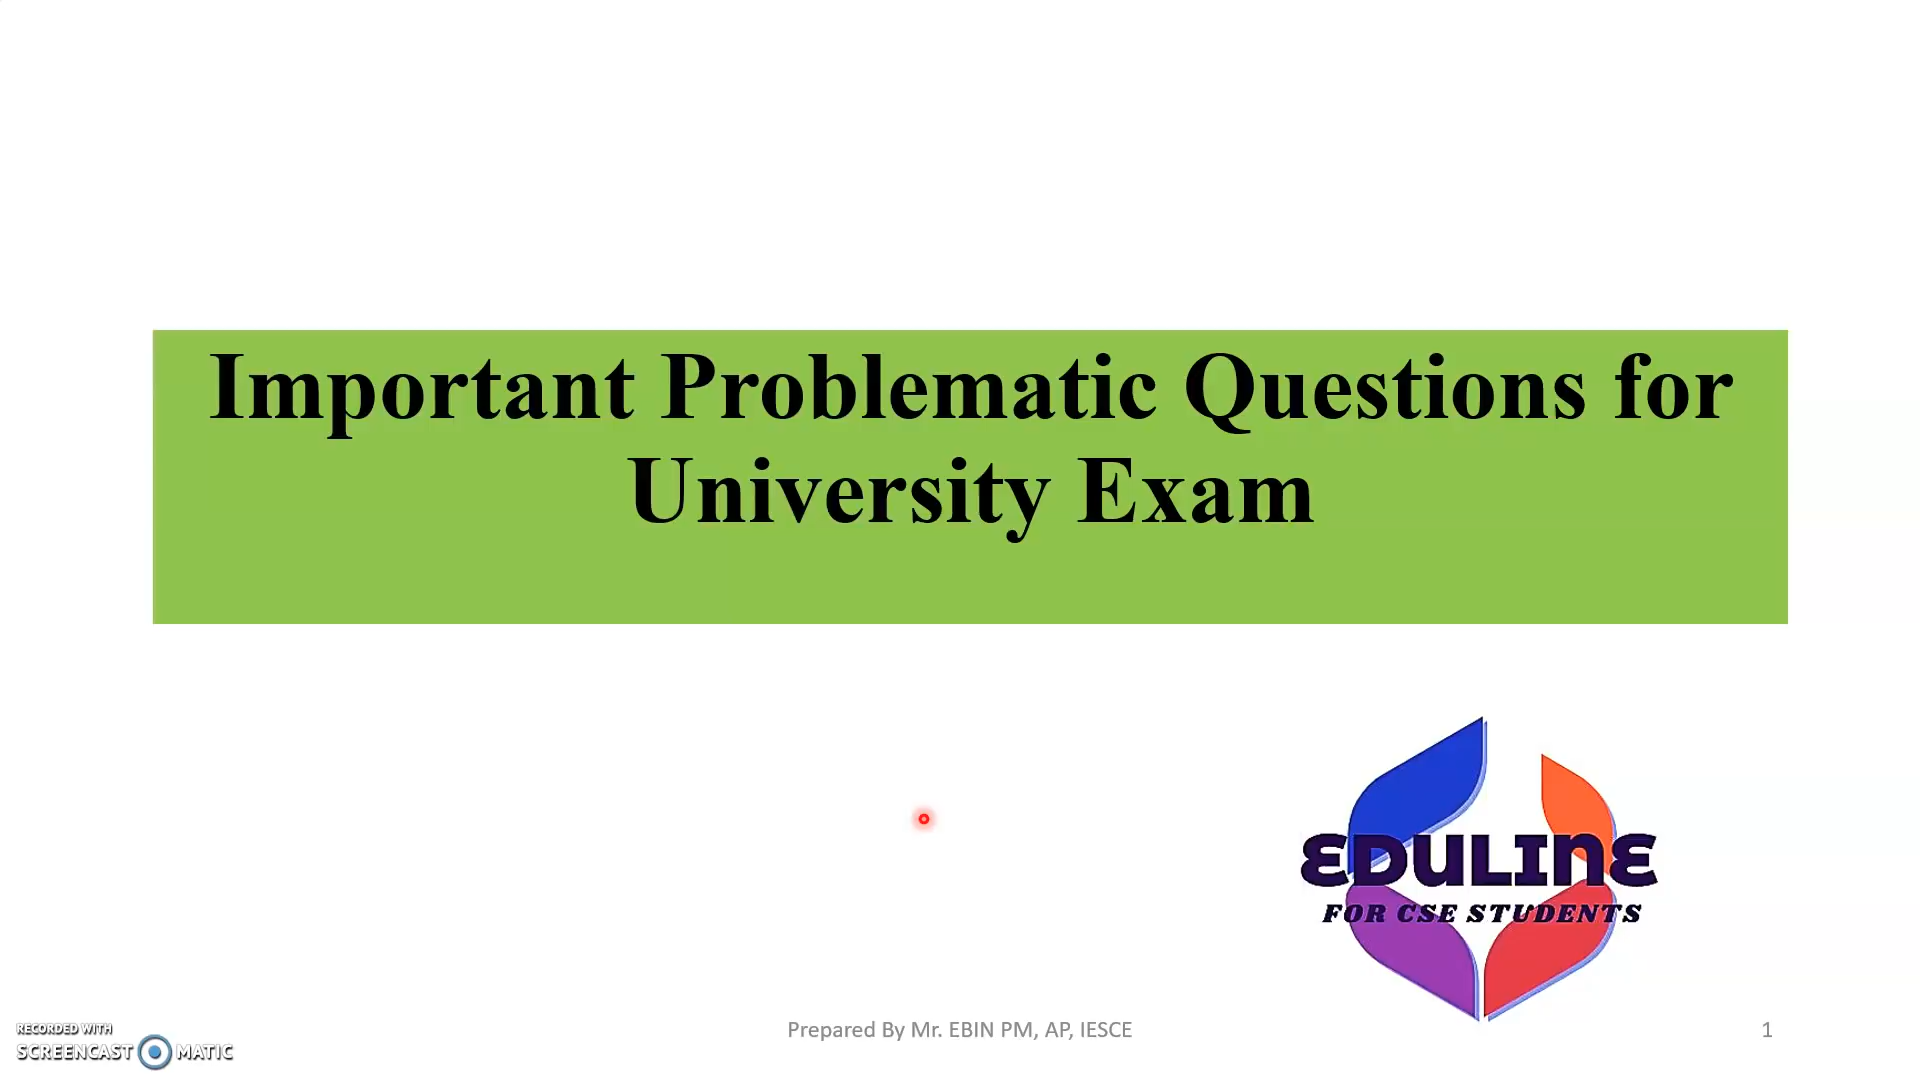 Important Problematic Questions for
University Exam
EDULINE
FOR CSE STUDENTS
RECORDED WITH
SCREENCAST MATIC
Prepared By Mr. EBIN PM, AP, IESCE
1